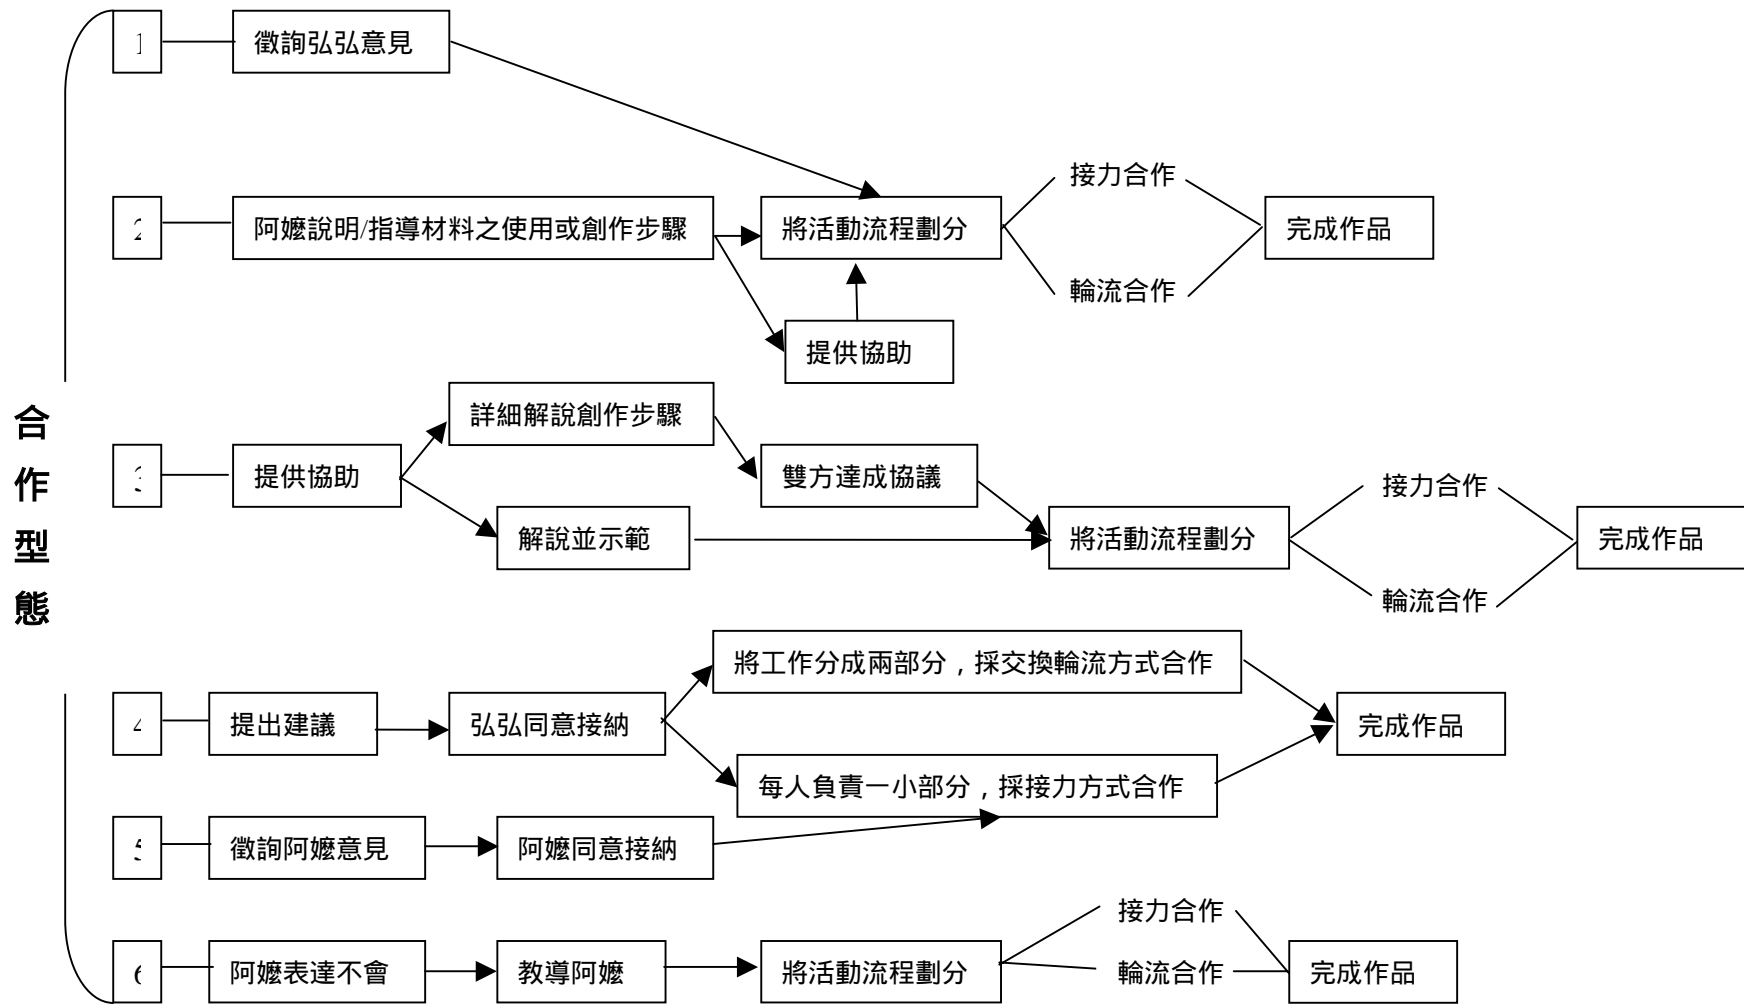 合作型態
1
徵詢弘弘意見
2
阿嬤說明/指導材料之使用或創作步驟
將活動流程劃分
接力合作
輪流合作
完成作品
提供協助
3
提供協助
詳細解說創作步驟
解說並示範
雙方達成協議
將活動流程劃分
接力合作
輪流合作
完成作品
4
提出建議
弘弘同意接納
將工作分成兩部分，採交換輪流方式合作
每人負責一小部分，採接力方式合作
完成作品
5
徵詢阿嬤意見
阿嬤同意接納
6
阿嬤表達不會
教導阿嬤
將活動流程劃分
接力合作
輪流合作
完成作品